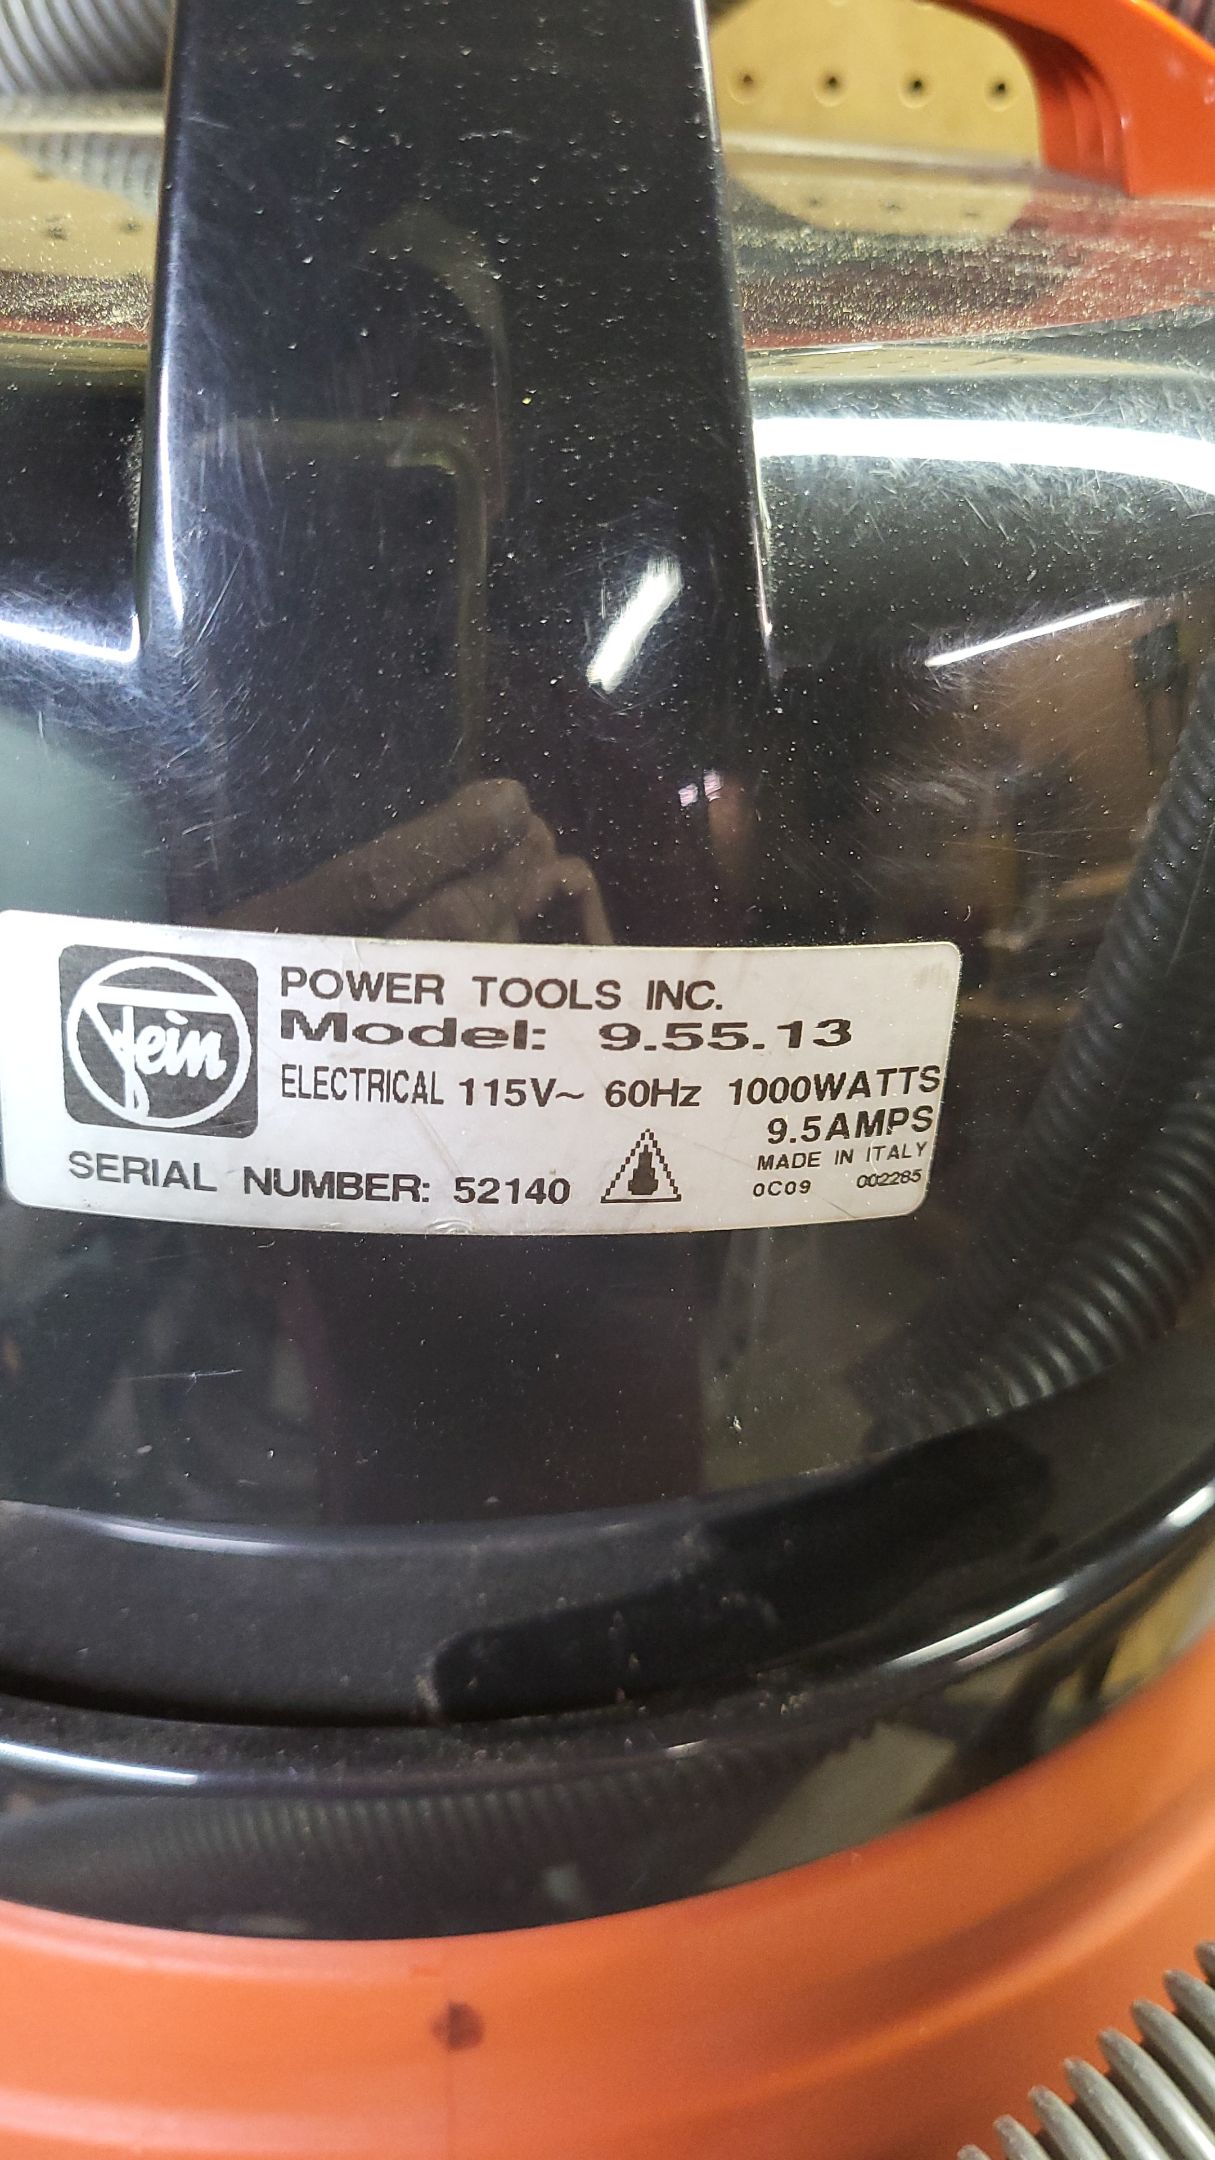 Fein
POWER TOOLS INC.
Model: 9.55.13
ELECTRICAL 115V~ 60Hz 1000WATTS
9.5AMPS
MADE IN ITALY
SERIAL NUMBER: 52140
0C09 002285